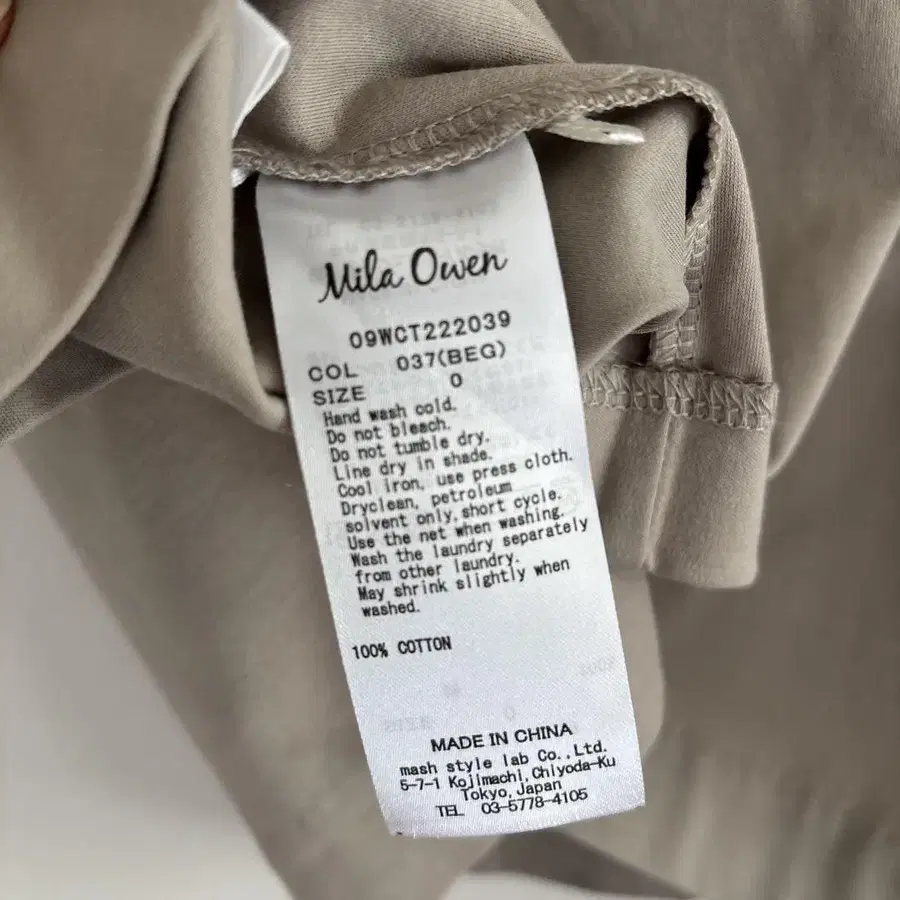 Mila Owen
09WCT222039
COL 037(BEG)
SIZE 0
Hand wash cold.
Do not bleach.
Do not tumble dry.
Line dry in shade.
Cool iron, use press cloth.
Dryclean, petroleum
solvent only,short cycle.
Use the net when washing.
Wash the laundry separately
from other laundry.
May shrink slightly when
washed.
100% COTTON
MADE IN CHINA
mash style lab Co.,Ltd.
5-7-1 Kojimachi,Chiyoda-Ku
Tokyo,Japan
TEL 03-5778-4105